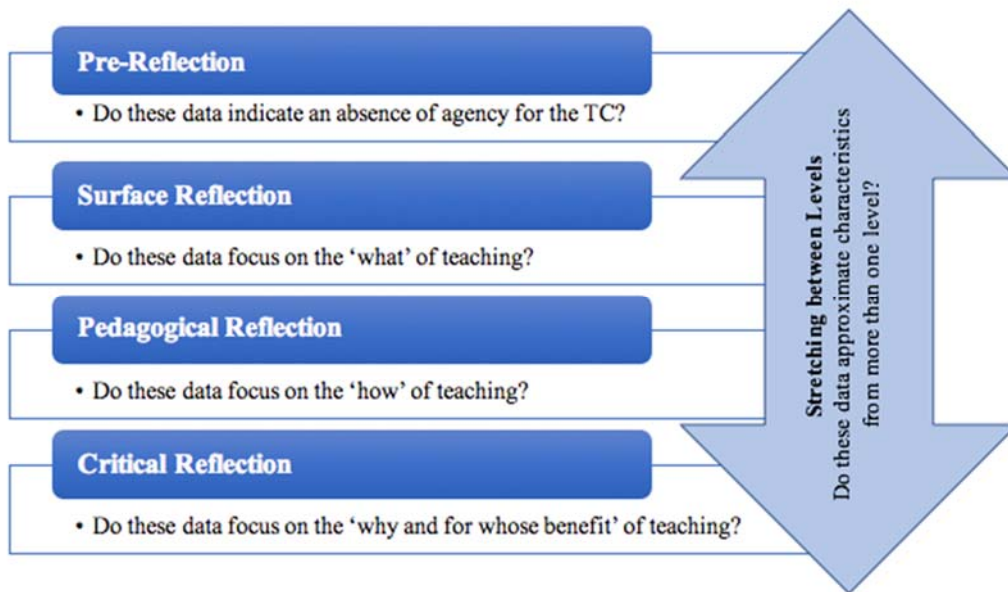 Pre-Reflection
• Do these data indicate an absence of agency for the TC?
Surface Reflection
• Do these data focus on the ‘what’ of teaching?
Pedagogical Reflection
• Do these data focus on the ‘how’ of teaching?
Critical Reflection
• Do these data focus on the ‘why and for whose benefit’ of teaching?
Stretching between Levels
Do these data approximate characteristics
from more than one level?